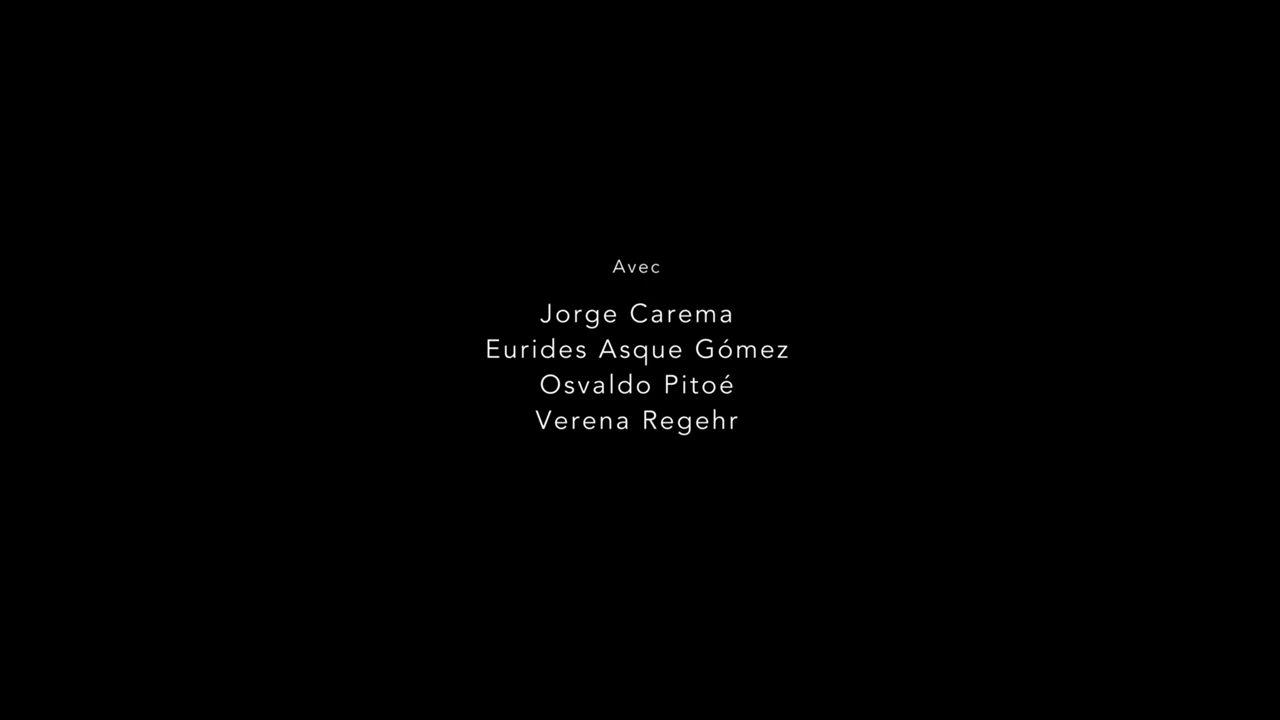 Avec
Jorge Carema
Eurides Asque Gómez
Osvaldo Pitoé
Verena Regehr